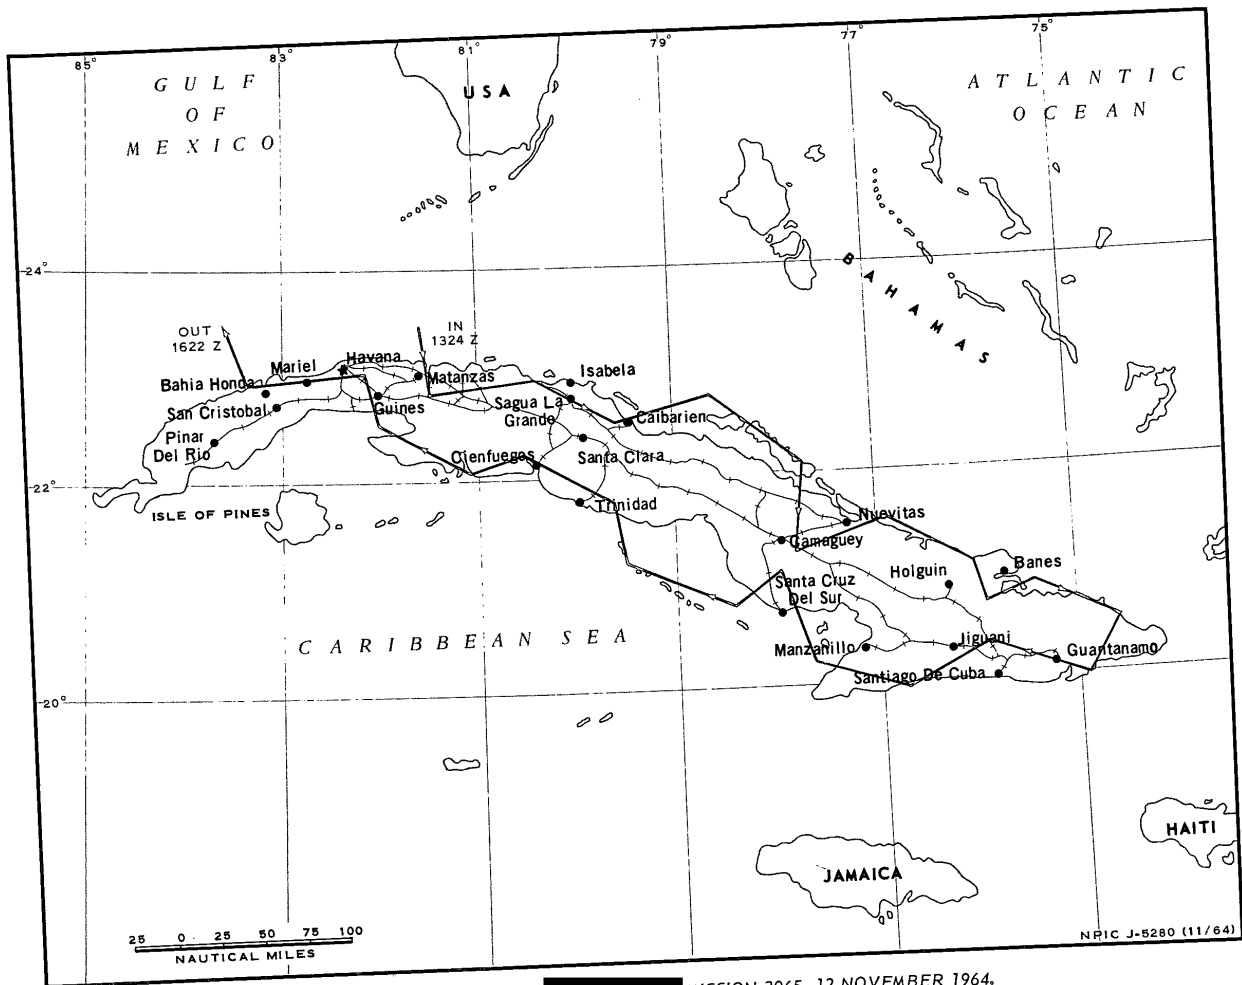 85°
83°
81°
79°
77°
75°
GULF
OF
MEXICO
USA
ATLANTIC
OCEAN
BAHAMAS
24°
OUT
1622 Z
IN
1324 Z
Mariel
Havana
Bahia Honda
Matanzas
Isabela
San Cristobal
Guines
Sagua La
Grande
Caibarien
Pinar
Del Rio
Cienfuegos
Santa Clara
22°
ISLE OF PINES
Trinidad
Nuevitas
Camaguey
Banes
Holguin
Santa Cruz
Del Sur
CARIBBEAN SEA
Manzanillo
Jiguani
Guantanamo
Santiago De Cuba
20°
HAITI
JAMAICA
25 0 25 50 75 100
NAUTICAL MILES
NPIC J-5280 (11/64)
12 NOVEMBER 1964.